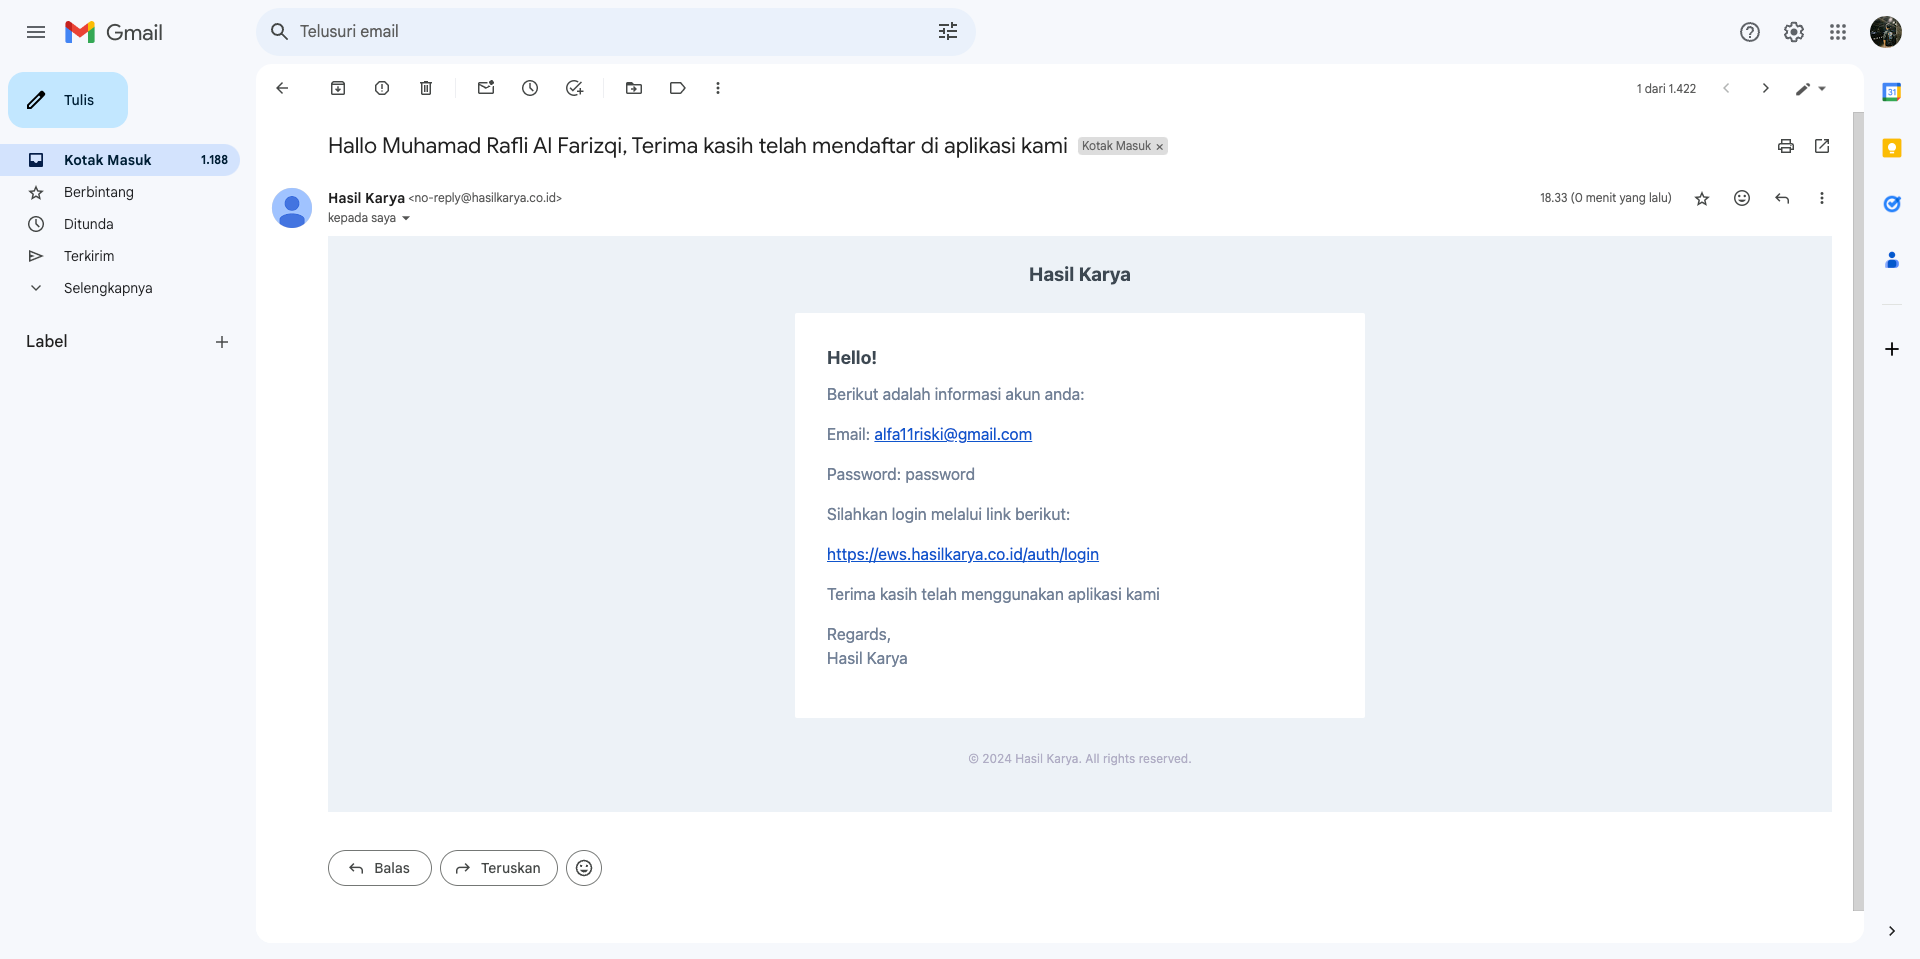 Gmail
Telusuri email
Tulis
1 dari 1.422
Kotak Masuk 1.188
Berbintang
Ditunda
Terkirim
Selengkapnya
Label
Hallo Muhamad Rafli Al Farizqi, Terima kasih telah mendaftar di aplikasi kami Kotak Masuk ×
Hasil Karya <no-reply@hasilkarya.co.id> 18.33 (0 menit yang lalu)
kepada saya
Hasil Karya
Hello!
Berikut adalah informasi akun anda:
Email: alfa11riski@gmail.com
Password: password
Silahkan login melalui link berikut:
https://ews.hasilkarya.co.id/auth/login
Terima kasih telah menggunakan aplikasi kami
Regards,
Hasil Karya
© 2024 Hasil Karya. All rights reserved.
Balas
Teruskan
31